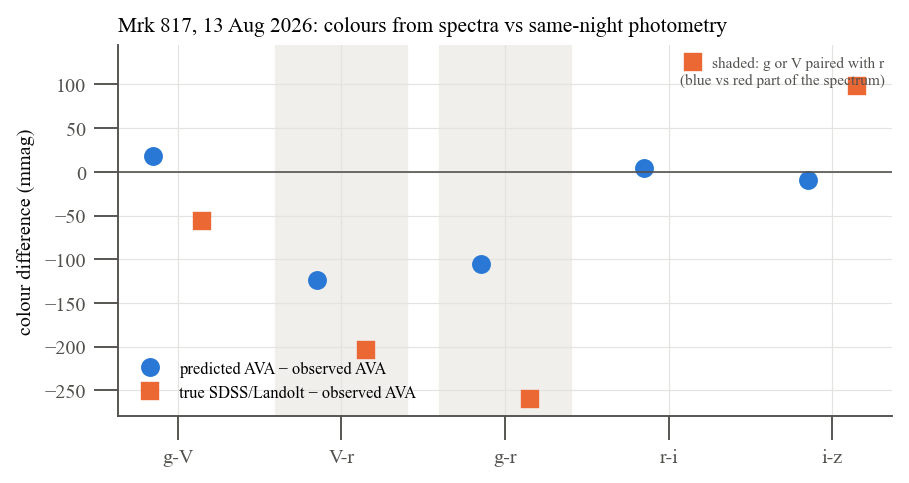 Mrk 817, 13 Aug 2026: colours from spectra vs same-night photometry
shaded: g or V paired with r
(blue vs red part of the spectrum)
colour difference (mmag)
100
50
0
−50
−100
−150
−200
−250
predicted AVA − observed AVA
true SDSS/Landolt − observed AVA
g-V
V-r
g-r
r-i
i-z